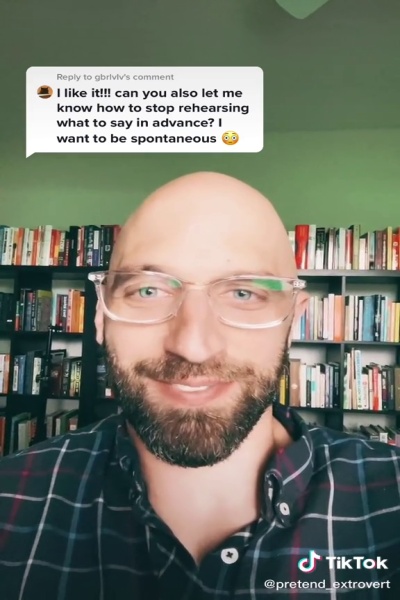 Reply to gbrlvlv's comment
I like it!!! can you also let me
know how to stop rehearsing
what to say in advance? I
want to be spontaneous 😳
TikTok
@pretend_extrovert